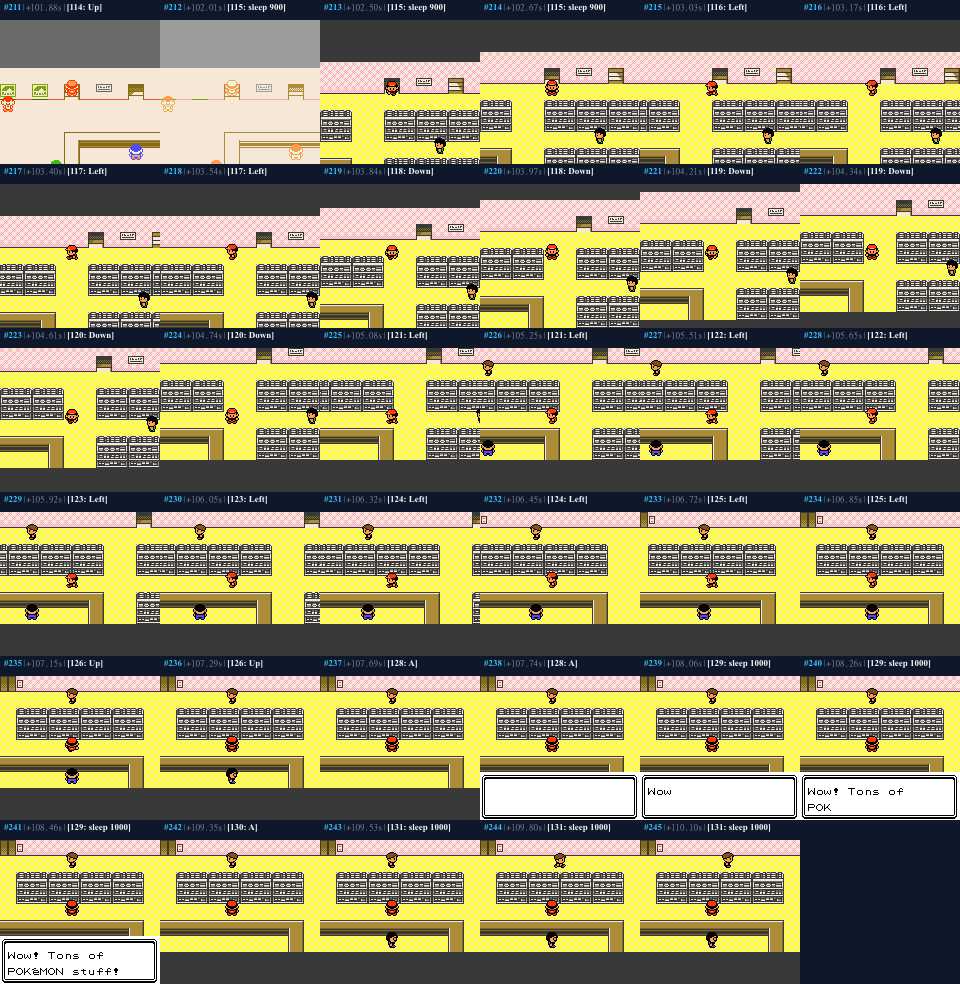 #211|+101.88s| [114: Up]
#212|+102.01s| [115: sleep 900]
#213|+102.50s| [115: sleep 900]
#214|+102.67s| [115: sleep 900]
#215|+103.03s| [116: Left]
#216|+103.17s| [116: Left]
#217|+103.40s| [117: Left]
#218|+103.54s| [117: Left]
#219|+103.84s| [118: Down]
#220|+103.97s| [118: Down]
#221|+104.21s| [119: Down]
#222|+104.34s| [119: Down]
#223|+104.61s| [120: Down]
#224|+104.74s| [120: Down]
#225|+105.08s| [121: Left]
#226|+105.25s| [121: Left]
#227|+105.51s| [122: Left]
#228|+105.65s| [122: Left]
#229|+105.92s| [123: Left]
#230|+106.05s| [123: Left]
#231|+106.32s| [124: Left]
#232|+106.45s| [124: Left]
#233|+106.72s| [125: Left]
#234|+106.85s| [125: Left]
#235|+107.15s| [126: Up]
#236|+107.29s| [126: Up]
#237|+107.69s| [128: A]
#238|+107.74s| [128: A]
#239|+108.06s| [129: sleep 1000]
#240|+108.26s| [129: sleep 1000]
Wow
Wow! Tons of
POK
#241|+108.46s| [129: sleep 1000]
#242|+109.35s| [130: A]
#243|+109.53s| [131: sleep 1000]
#244|+109.80s| [131: sleep 1000]
#245|+110.10s| [131: sleep 1000]
Wow! Tons of
POKéMON stuff!